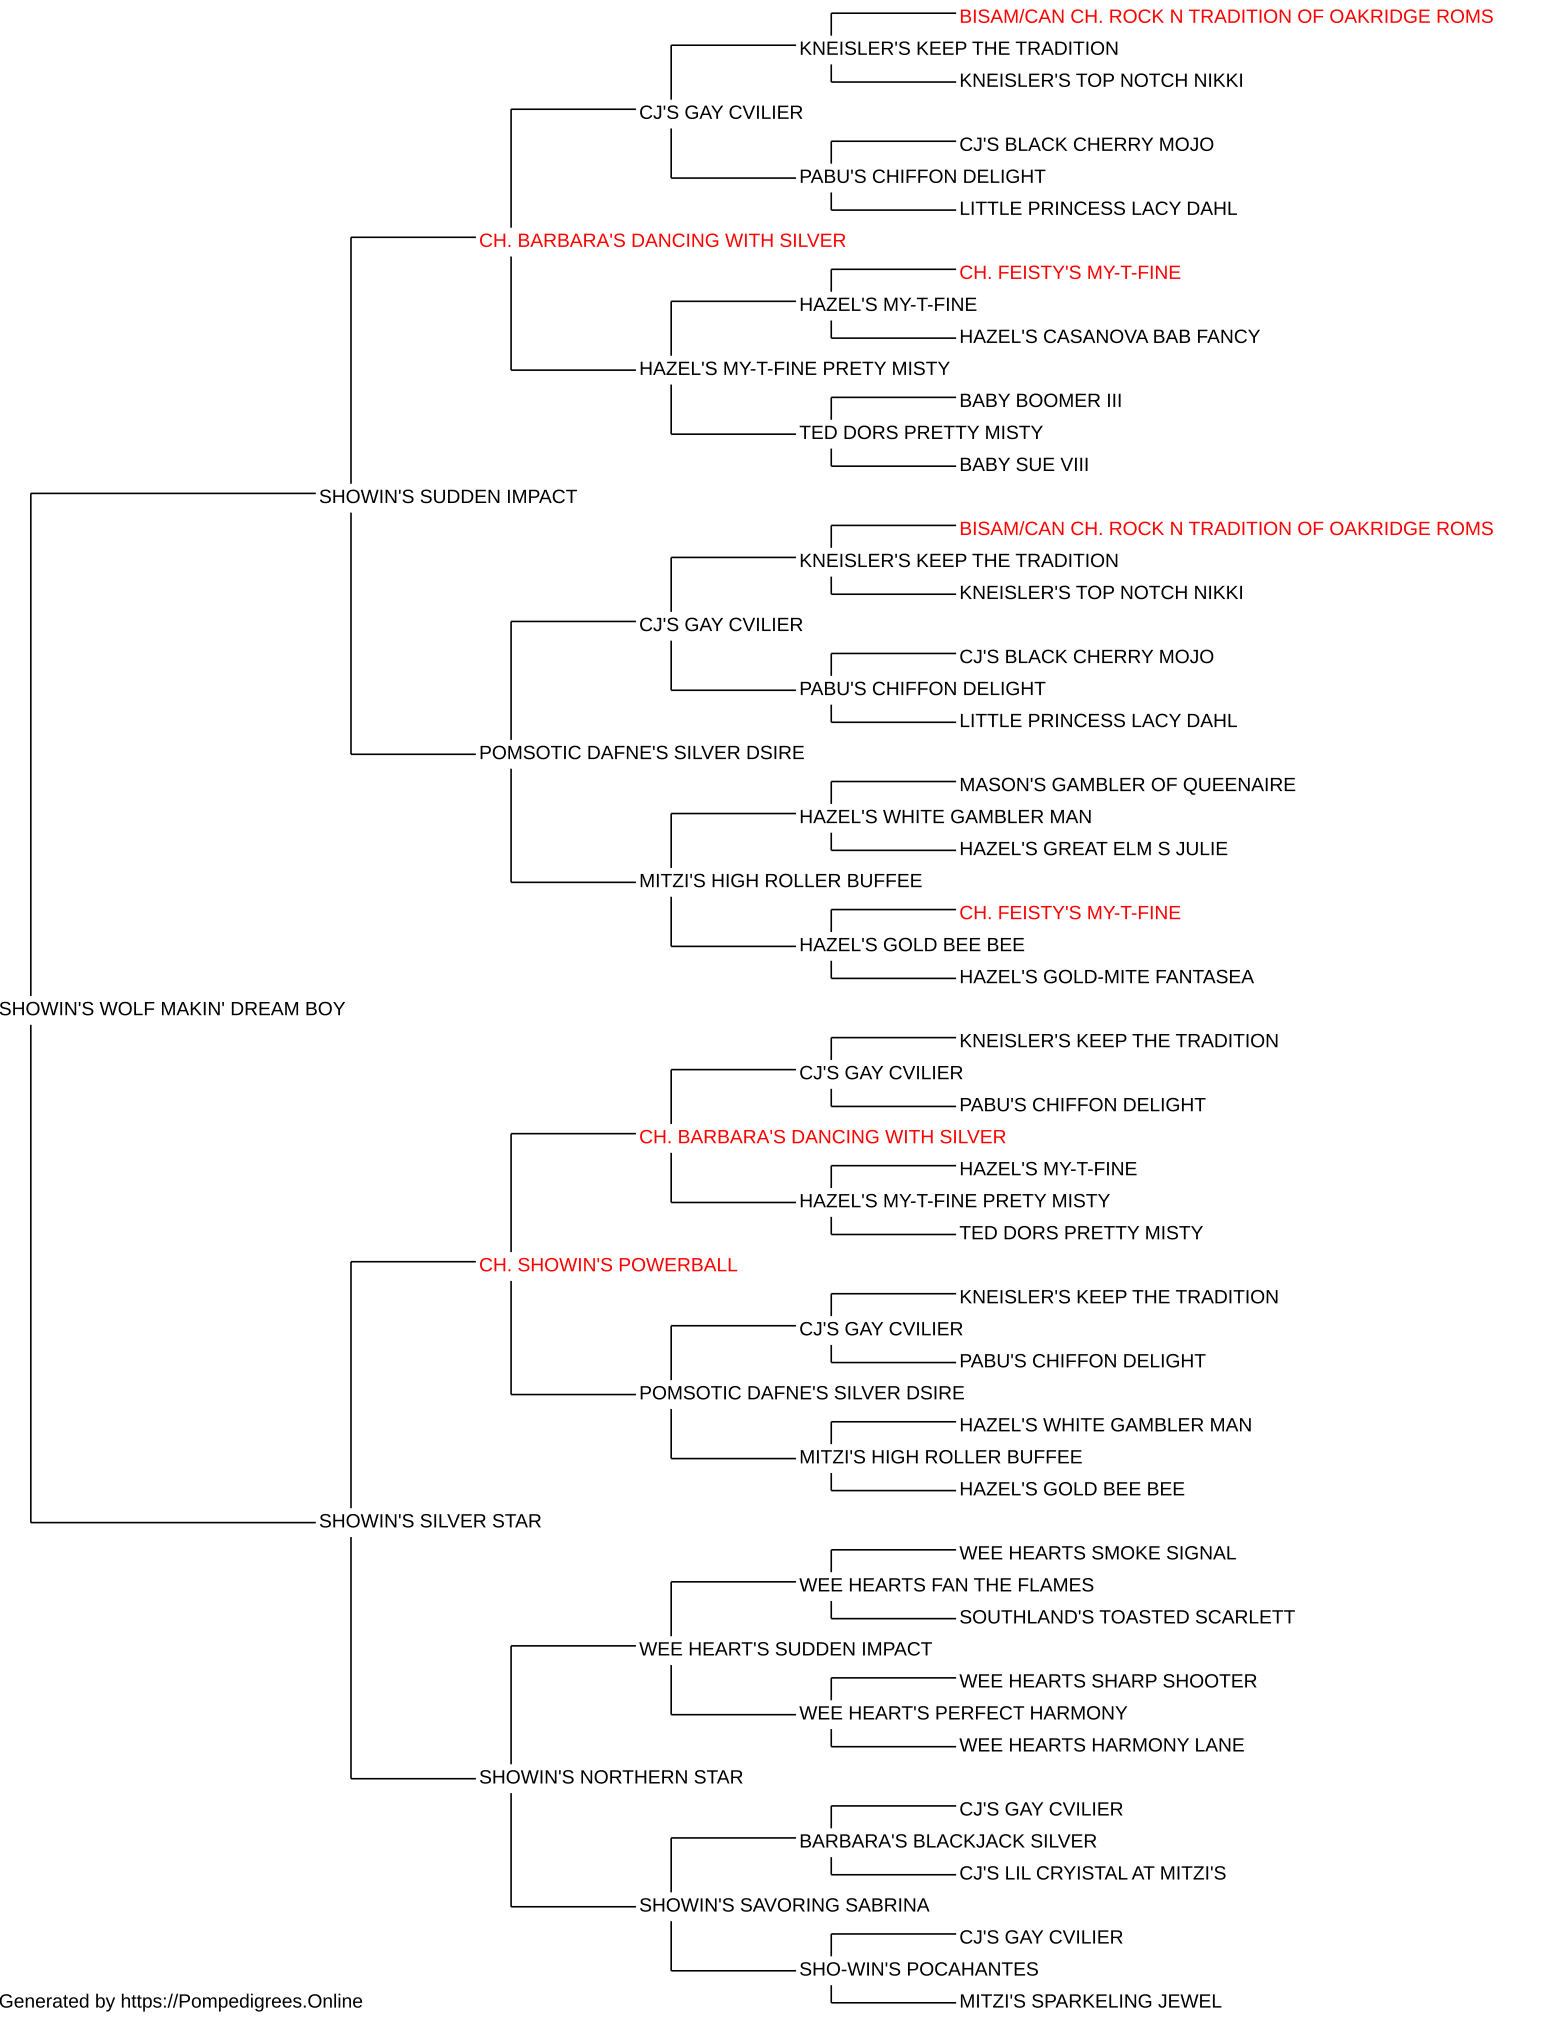 BISAM/CAN CH. ROCK N TRADITION OF OAKRIDGE ROMS
KNEISLER'S KEEP THE TRADITION
KNEISLER'S TOP NOTCH NIKKI
CJ'S GAY CVILIER
CJ'S BLACK CHERRY MOJO
PABU'S CHIFFON DELIGHT
LITTLE PRINCESS LACY DAHL
CH. BARBARA'S DANCING WITH SILVER
CH. FEISTY'S MY-T-FINE
HAZEL'S MY-T-FINE
HAZEL'S CASANOVA BAB FANCY
HAZEL'S MY-T-FINE PRETY MISTY
BABY BOOMER III
TED DORS PRETTY MISTY
BABY SUE VIII
SHOWIN'S SUDDEN IMPACT
BISAM/CAN CH. ROCK N TRADITION OF OAKRIDGE ROMS
KNEISLER'S KEEP THE TRADITION
KNEISLER'S TOP NOTCH NIKKI
CJ'S GAY CVILIER
CJ'S BLACK CHERRY MOJO
PABU'S CHIFFON DELIGHT
LITTLE PRINCESS LACY DAHL
POMSOTIC DAFNE'S SILVER DSIRE
MASON'S GAMBLER OF QUEENAIRE
HAZEL'S WHITE GAMBLER MAN
HAZEL'S GREAT ELM S JULIE
MITZI'S HIGH ROLLER BUFFEE
CH. FEISTY'S MY-T-FINE
HAZEL'S GOLD BEE BEE
HAZEL'S GOLD-MITE FANTASEA
SHOWIN'S WOLF MAKIN' DREAM BOY
KNEISLER'S KEEP THE TRADITION
CJ'S GAY CVILIER
PABU'S CHIFFON DELIGHT
CH. BARBARA'S DANCING WITH SILVER
HAZEL'S MY-T-FINE
HAZEL'S MY-T-FINE PRETY MISTY
TED DORS PRETTY MISTY
CH. SHOWIN'S POWERBALL
KNEISLER'S KEEP THE TRADITION
CJ'S GAY CVILIER
PABU'S CHIFFON DELIGHT
POMSOTIC DAFNE'S SILVER DSIRE
HAZEL'S WHITE GAMBLER MAN
MITZI'S HIGH ROLLER BUFFEE
HAZEL'S GOLD BEE BEE
SHOWIN'S SILVER STAR
WEE HEARTS SMOKE SIGNAL
WEE HEARTS FAN THE FLAMES
SOUTHLAND'S TOASTED SCARLETT
WEE HEART'S SUDDEN IMPACT
WEE HEARTS SHARP SHOOTER
WEE HEART'S PERFECT HARMONY
WEE HEARTS HARMONY LANE
SHOWIN'S NORTHERN STAR
CJ'S GAY CVILIER
BARBARA'S BLACKJACK SILVER
CJ'S LIL CRYISTAL AT MITZI'S
SHOWIN'S SAVORING SABRINA
CJ'S GAY CVILIER
SHO-WIN'S POCAHANTES
MITZI'S SPARKELING JEWEL
Generated by https://Pompedigrees.Online